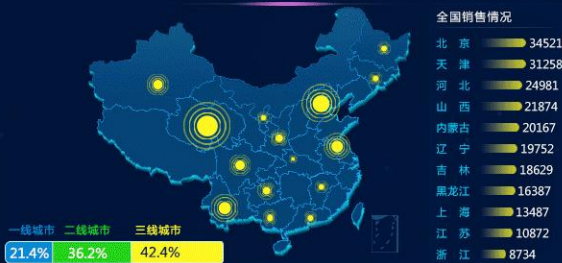 全国销售情况
北 京 34521
天 津 31258
河 北 24981
山 西 21874
内蒙古 20167
辽 宁 19752
吉 林 18629
黑龙江 16387
上 海 13487
江 苏 10872
浙 江 8734
一线城市 二线城市 三线城市
21.4% 36.2% 42.4%